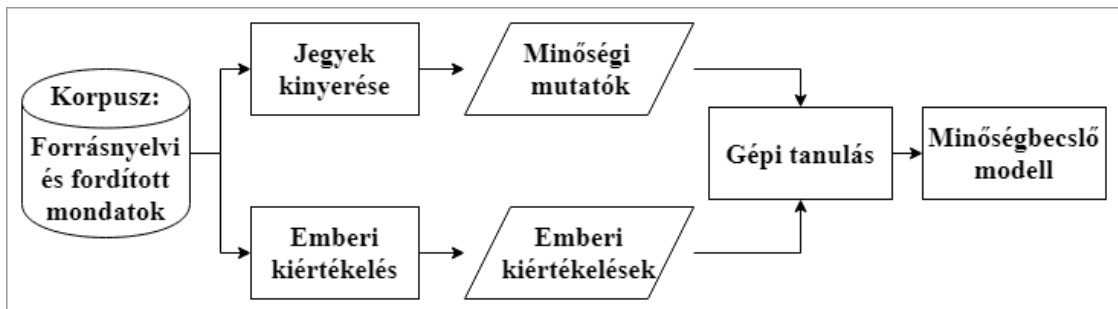 Korpusz:
Forrásnyelvi
és fordított
mondatok
Jegyek
kinyerése
Minőségi
mutatók
Emberi
kiértékelés
Emberi
kiértékelések
Gépi tanulás
Minőségbecslő
modell